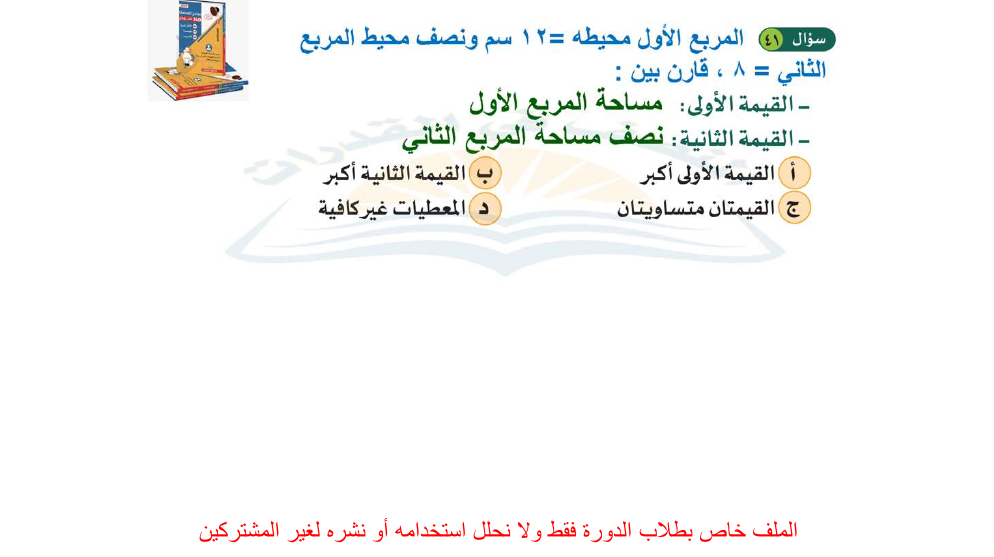 سؤال ٤١ المربع الأول محيطه =١٢ سم ونصف محيط المربع
الثاني = ٨ ، قارن بين :
- القيمة الأولى: مساحة المربع الأول
- القيمة الثانية: نصف مساحة المربع الثاني
أ القيمة الأولى أكبر ب القيمة الثانية أكبر
ج القيمتان متساويتان د المعطيات غير كافية
الملف خاص بطلاب الدورة فقط ولا نحلل استخدامه أو نشره لغير المشتركين